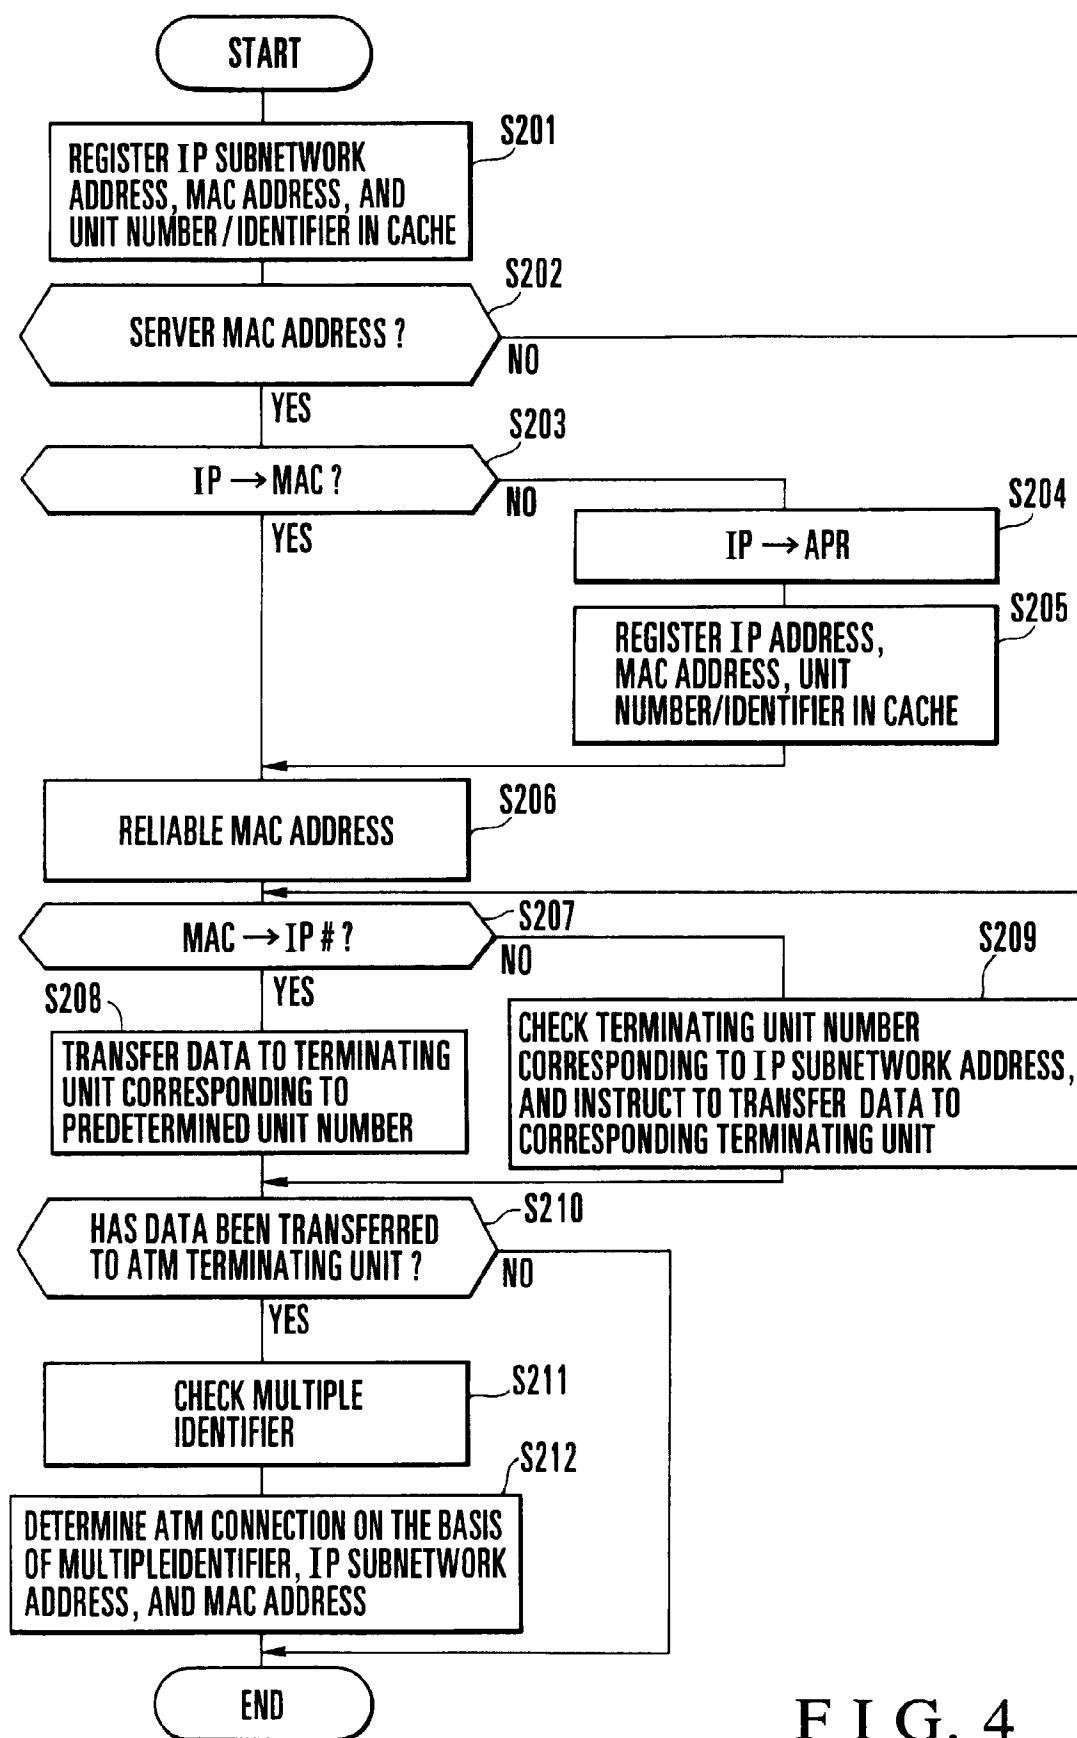 START
S201
REGISTER IP SUBNETWORK
ADDRESS, MAC ADDRESS, AND
UNIT NUMBER/IDENTIFIER IN CACHE
S202
SERVER MAC ADDRESS ?
NO
YES
S203
IP → MAC ?
NO
YES
S204
IP → APR
S205
REGISTER IP ADDRESS,
MAC ADDRESS, UNIT
NUMBER/IDENTIFIER IN CACHE
S206
RELIABLE MAC ADDRESS
S207
MAC → IP # ?
NO
YES
S208
TRANSFER DATA TO TERMINATING
UNIT CORRESPONDING TO
PREDETERMINED UNIT NUMBER
S209
CHECK TERMINATING UNIT NUMBER
CORRESPONDING TO IP SUBNETWORK ADDRESS,
AND INSTRUCT TO TRANSFER DATA TO
CORRESPONDING TERMINATING UNIT
S210
HAS DATA BEEN TRANSFERRED
TO ATM TERMINATING UNIT ?
NO
YES
S211
CHECK MULTIPLE
IDENTIFIER
S212
DETERMINE ATM CONNECTION ON THE BASIS
OF MULTIPLEIDENTIFIER, IP SUBNETWORK
ADDRESS, AND MAC ADDRESS
END
FIG. 4